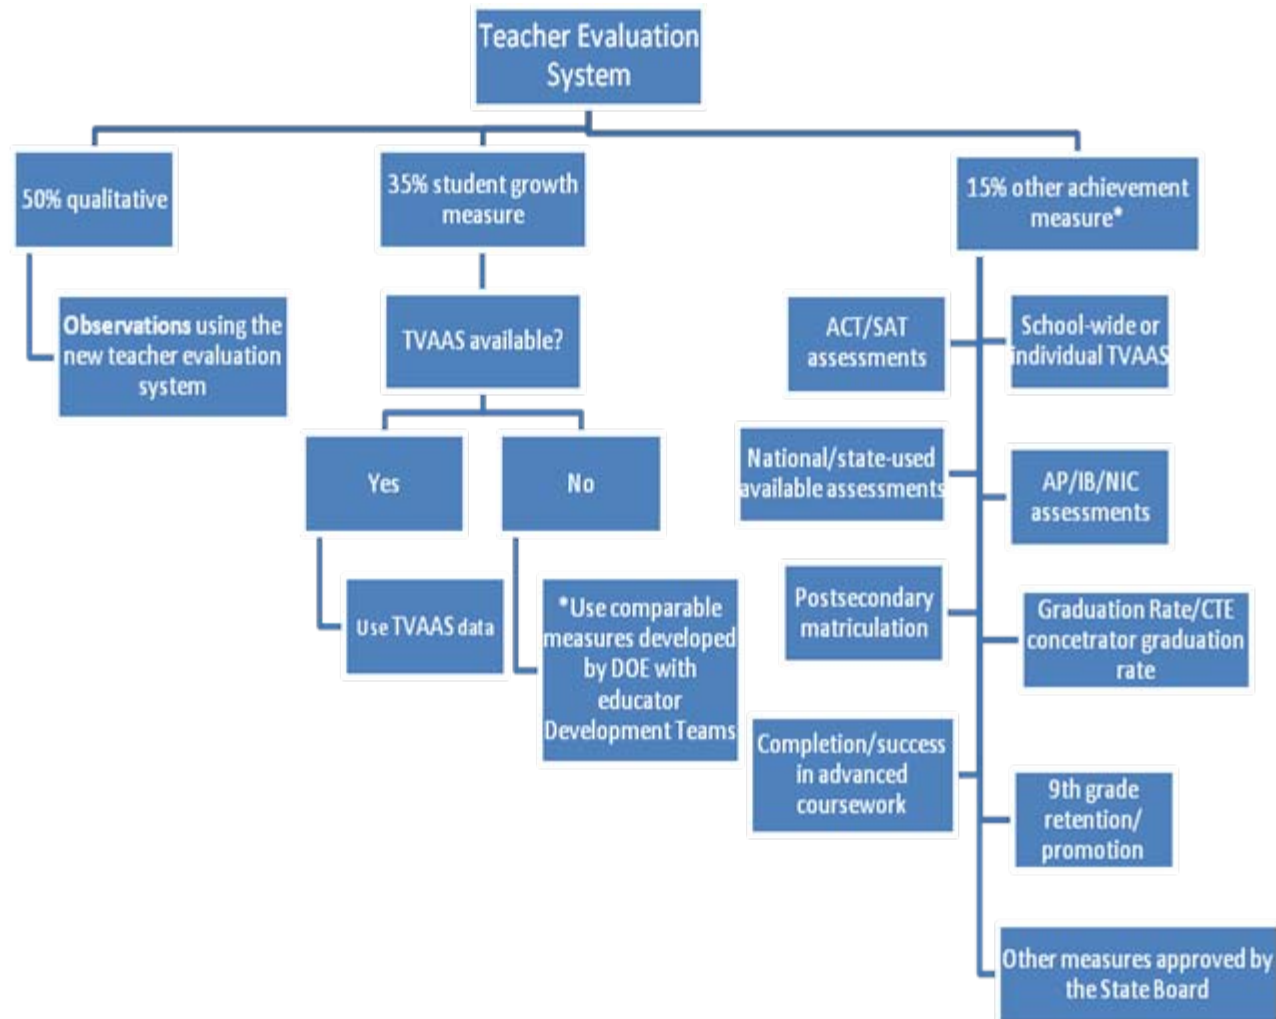 Teacher Evaluation
System
50% qualitative
Observations using the
new teacher evaluation
system
35% student growth
measure
TVAAS available?
Yes
Use TVAAS data
No
*Use comparable
measures developed
by DOE with
educator
Development Teams
15% other achievement
measure*
ACT/SAT
assessments
School-wide or
individual TVAAS
National/state-used
available assessments
AP/IB/NIC
assessments
Postsecondary
matriculation
Graduation Rate/CTE
concetrator graduation
rate
Completion/success
in advanced
coursework
9th grade
retention/
promotion
Other measures approved by
the State Board